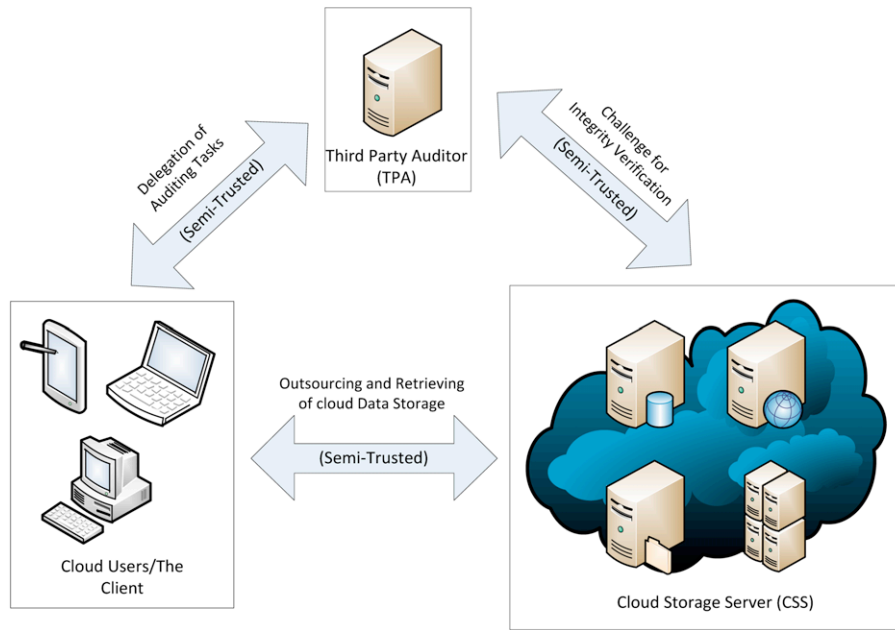 Third Party Auditor
(TPA)
Delegation of
Auditing Tasks
(Semi-Trusted)
Challenge for
Integrity Verification
(Semi-Trusted)
Outsourcing and Retrieving
of cloud Data Storage
(Semi-Trusted)
Cloud Users/The
Client
Cloud Storage Server (CSS)